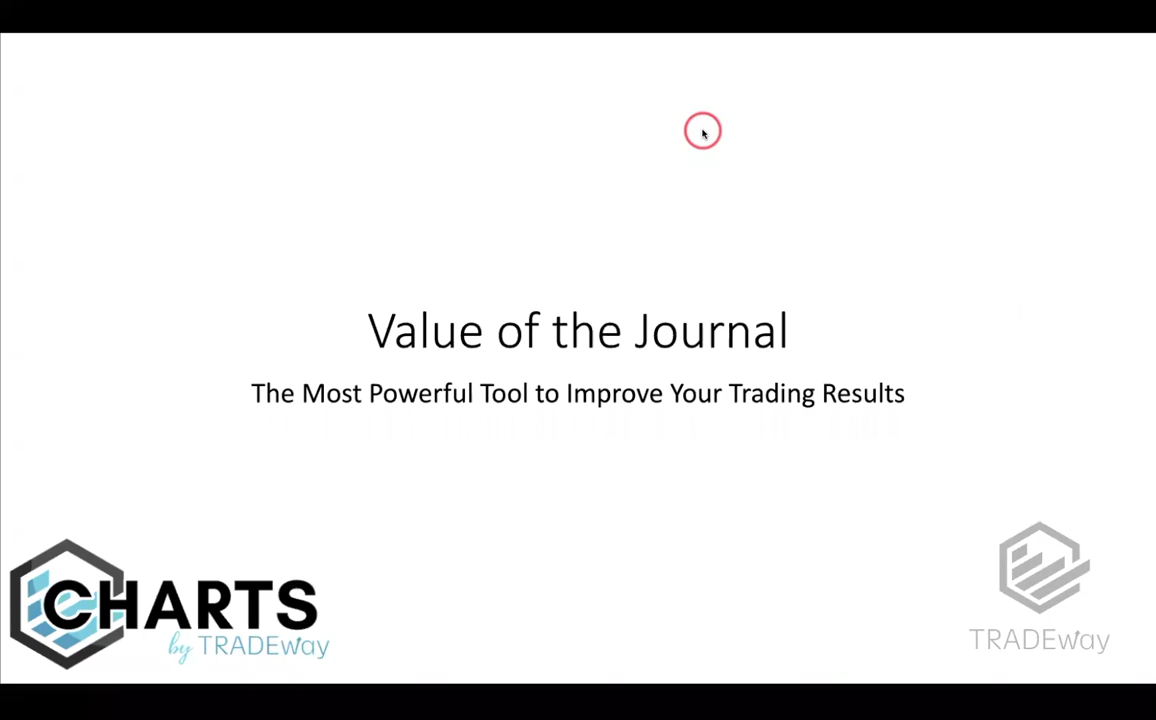 Value of the Journal
The Most Powerful Tool to Improve Your Trading Results
CHARTS
by TRADEway
TRADEway